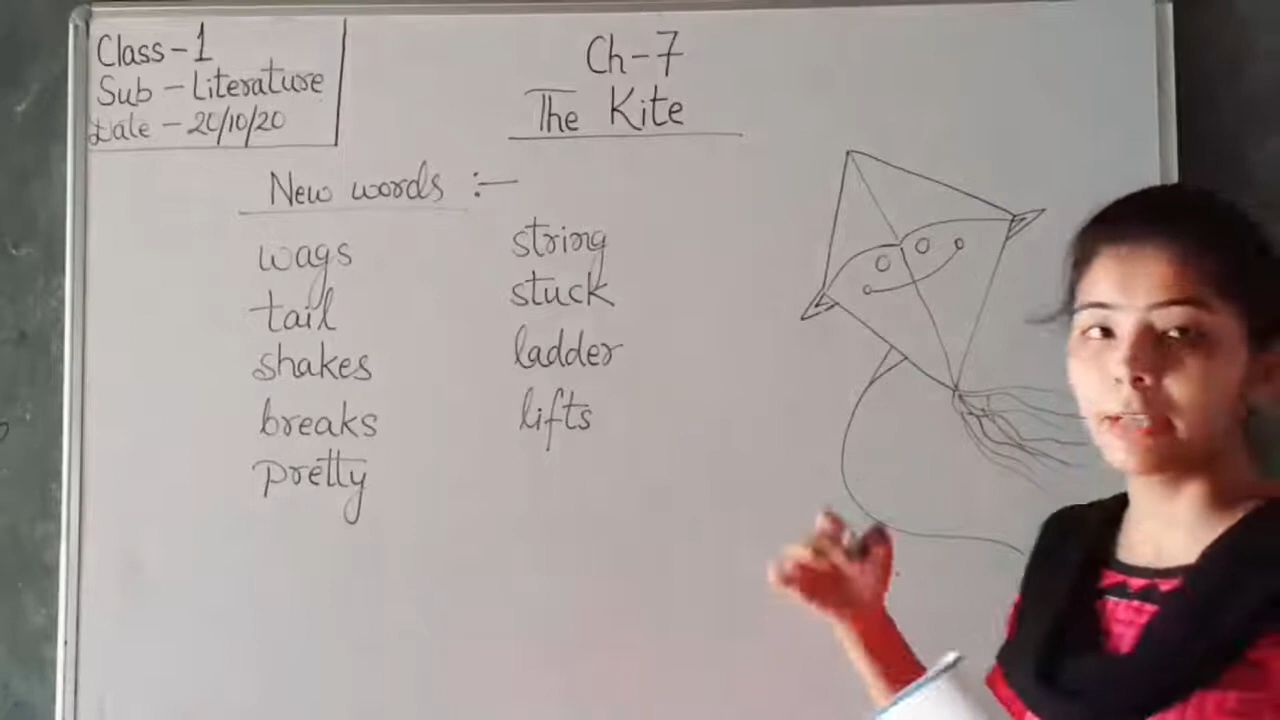 Class-1
Sub - Literature
Date - 20/10/20
Ch-7
The Kite
New words :-
wags
tail
shakes
breaks
pretty
string
stuck
ladder
lifts